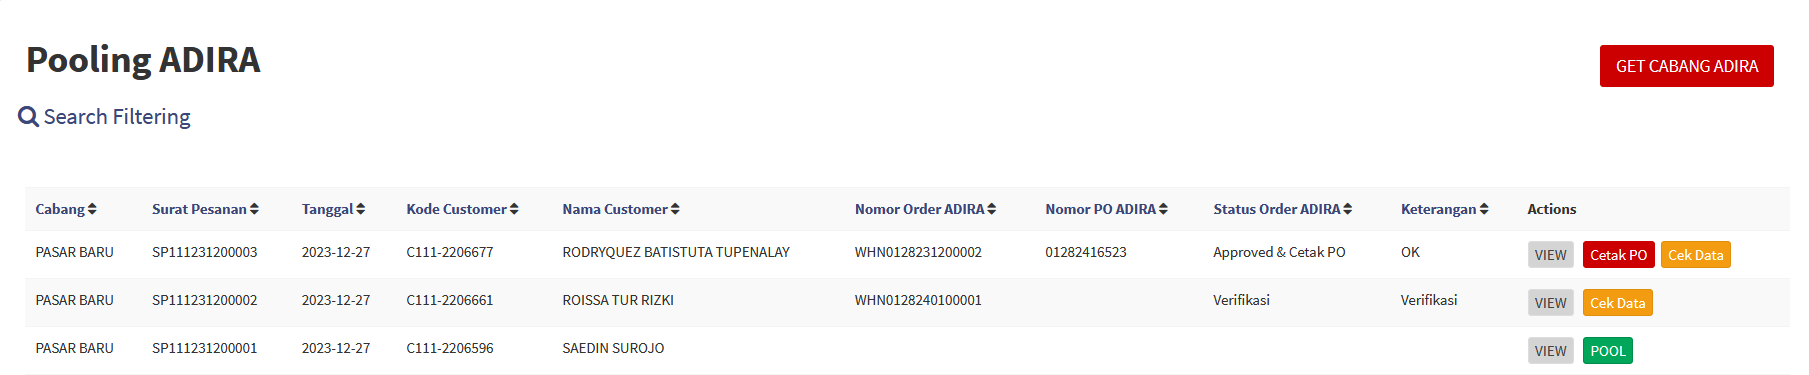 Pooling ADIRA
GET CABANG ADIRA
Search Filtering
Cabang Surat Pesanan Tanggal Kode Customer Nama Customer Nomor Order ADIRA Nomor PO ADIRA Status Order ADIRA Keterangan Actions
PASAR BARU SP111231200003 2023-12-27 C111-2206677 RODRYQUEZ BATISTUTA TUPENALAY WHN0128231200002 01282416523 Approved & Cetak PO OK VIEW Cetak PO Cek Data
PASAR BARU SP111231200002 2023-12-27 C111-2206661 ROISSA TUR RIZKI WHN0128240100001 Verifikasi Verifikasi VIEW Cek Data
PASAR BARU SP111231200001 2023-12-27 C111-2206596 SAEDIN SUROJO VIEW POOL